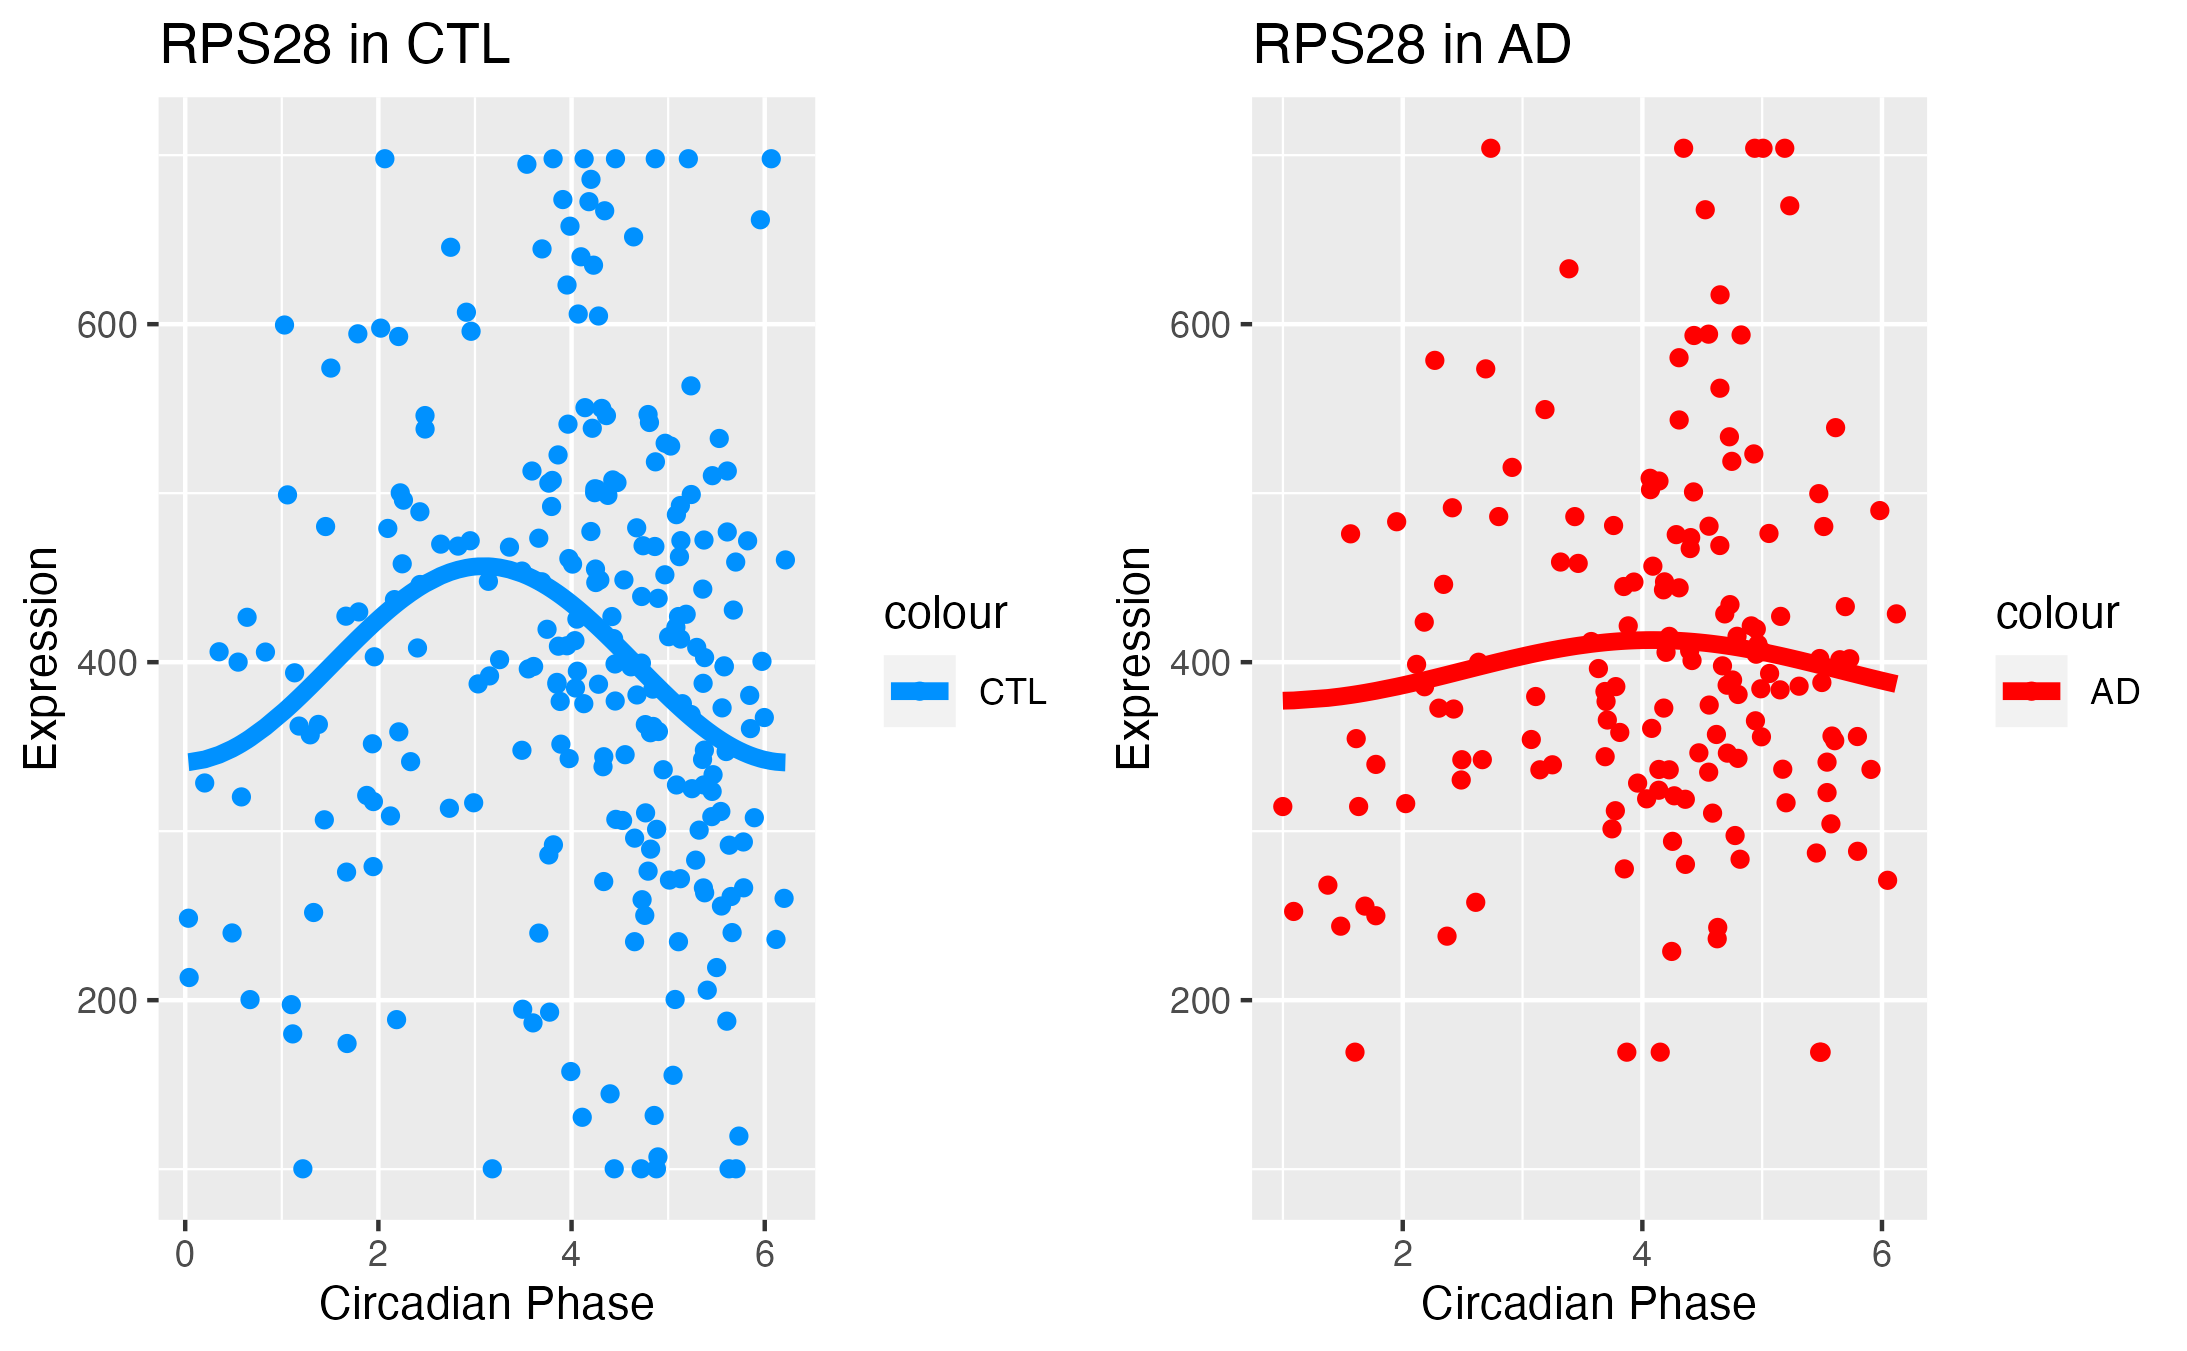 RPS28 in CTL
600
400
200
0 2 4 6
Expression
Circadian Phase
colour
CTL
RPS28 in AD
600
400
200
2 4 6
Expression
Circadian Phase
colour
AD